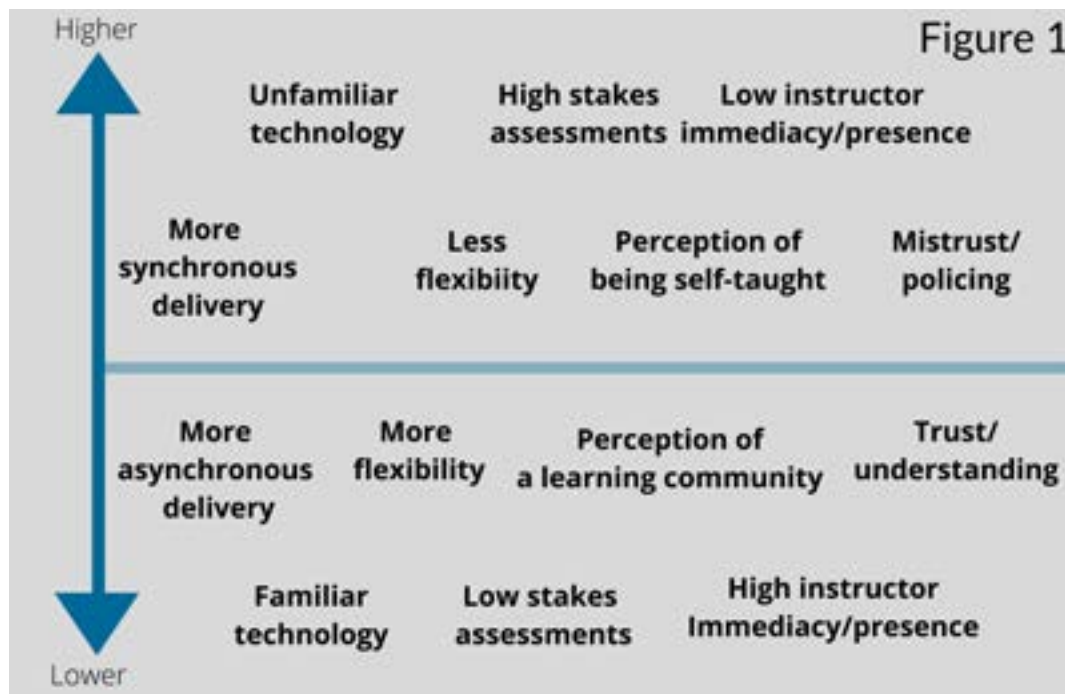 Higher
Figure 1
Unfamiliar
technology
High stakes
assessments
Low instructor
immediacy/presence
More
synchronous
delivery
Less
flexibiity
Perception of
being self-taught
Mistrust/
policing
More
asynchronous
delivery
More
flexibility
Perception of
a learning community
Trust/
understanding
Familiar
technology
Low stakes
assessments
High instructor
Immediacy/presence
Lower